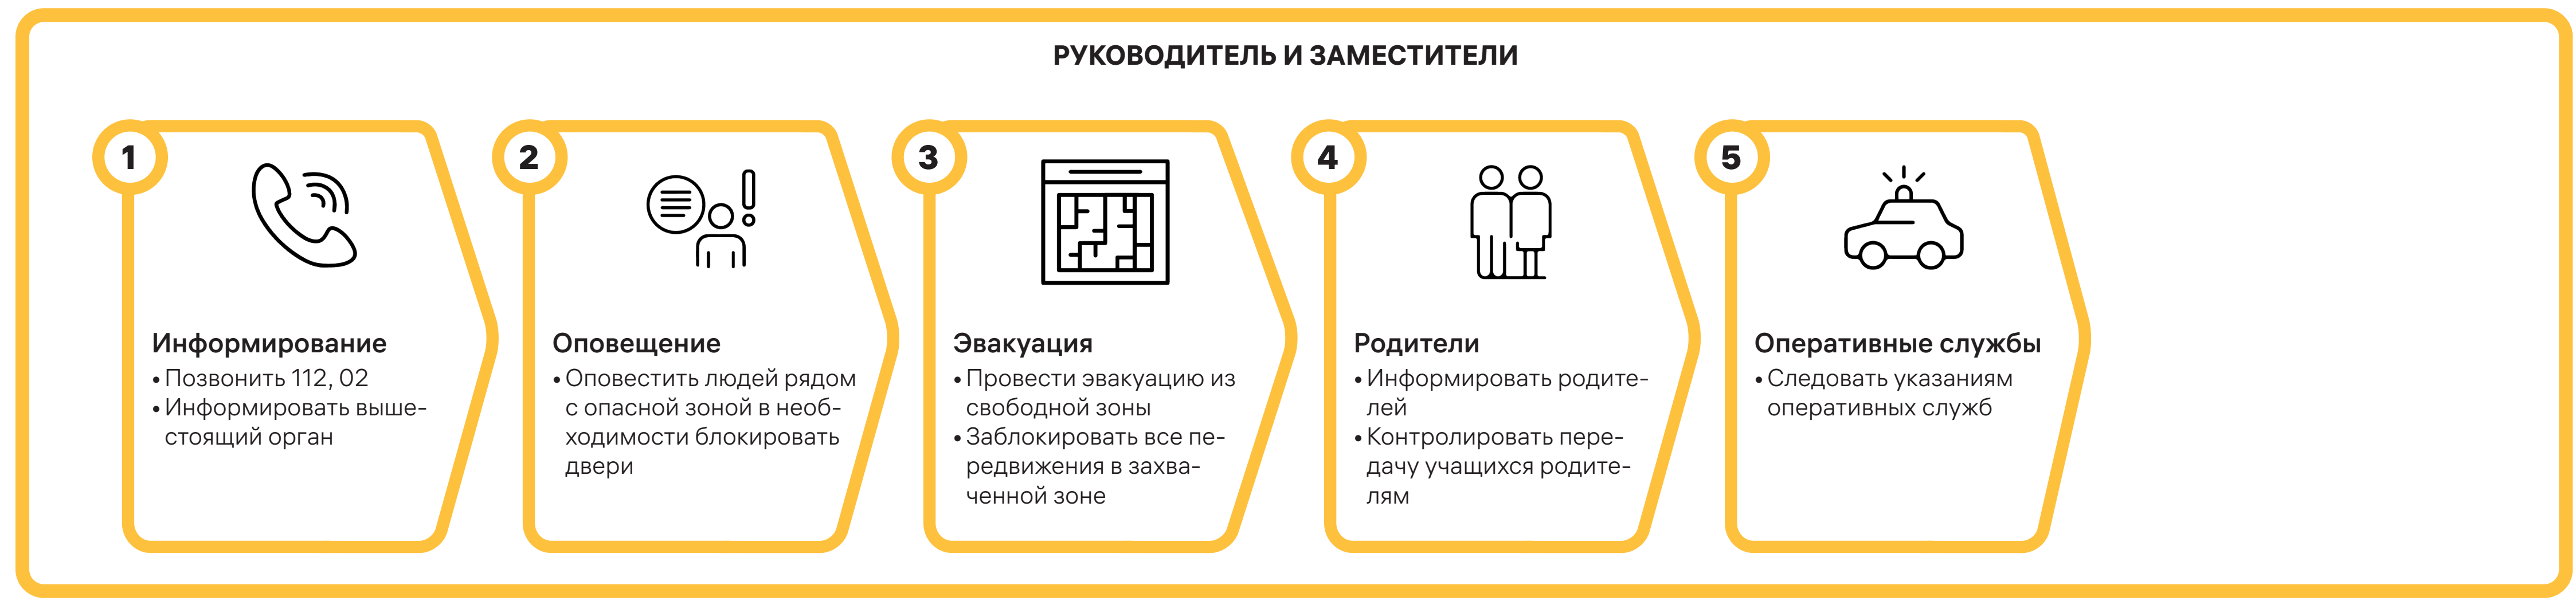 РУКОВОДИТЕЛЬ И ЗАМЕСТИТЕЛИ
1
Информирование
• Позвонить 112, 02
• Информировать выше-
стоящий орган
2
Оповещение
• Оповестить людей рядом
с опасной зоной в необ-
ходимости блокировать
двери
3
Эвакуация
• Провести эвакуацию из
свободной зоны
• Заблокировать все пе-
редвижения в захва-
ченной зоне
4
Родители
• Информировать родите-
лей
• Контролировать пере-
дачу учащихся родите-
лям
5
Оперативные службы
• Следовать указаниям
оперативных служб